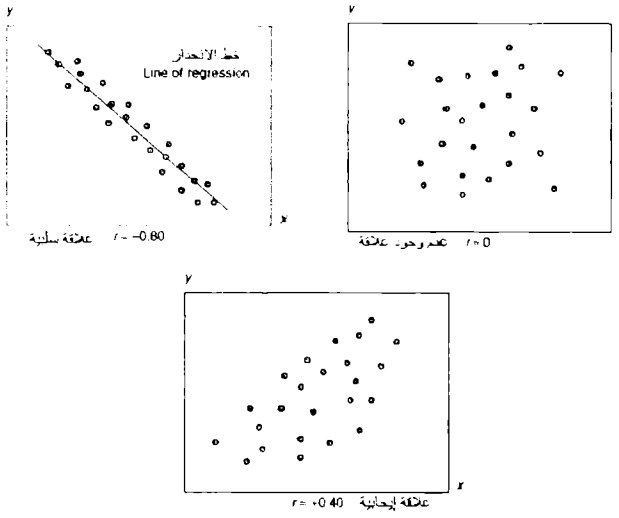 y
خط الانحدار
Line of regression
x
علاقة سلبية r = −0.80
y
عدم وجود علاقة r = 0
y
x
علاقة إيجابية r = +0.40